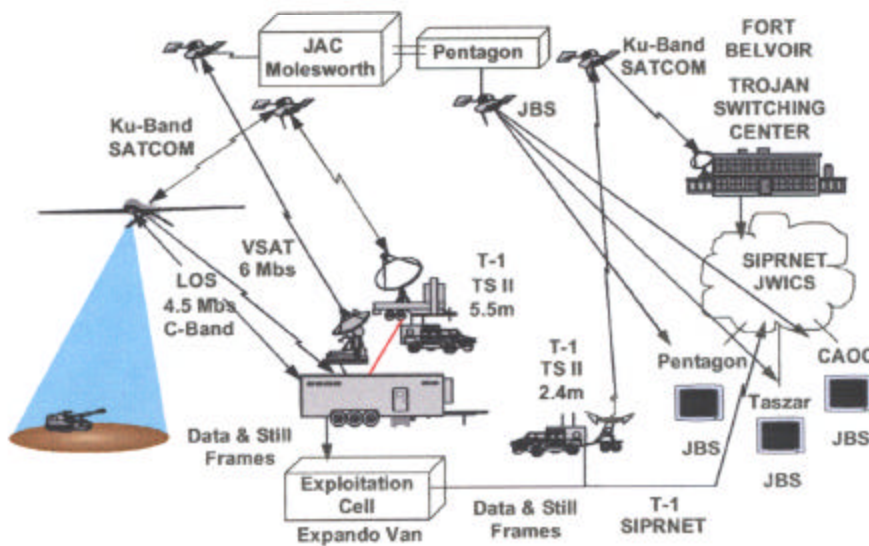 JAC
Molesworth
Pentagon
Ku-Band
SATCOM
FORT
BELVOIR
JBS
TROJAN
SWITCHING
CENTER
Ku-Band
SATCOM
VSAT
6 Mbs
LOS
4.5 Mbs
C-Band
T-1
TS II
5.5m
SIPRNET
JWICS
T-1
TS II
2.4m
Pentagon
CAOC
Taszar
JBS
JBS
JBS
Data & Still
Frames
Exploitation
Cell
Expando Van
Data & Still
Frames
T-1
SIPRNET